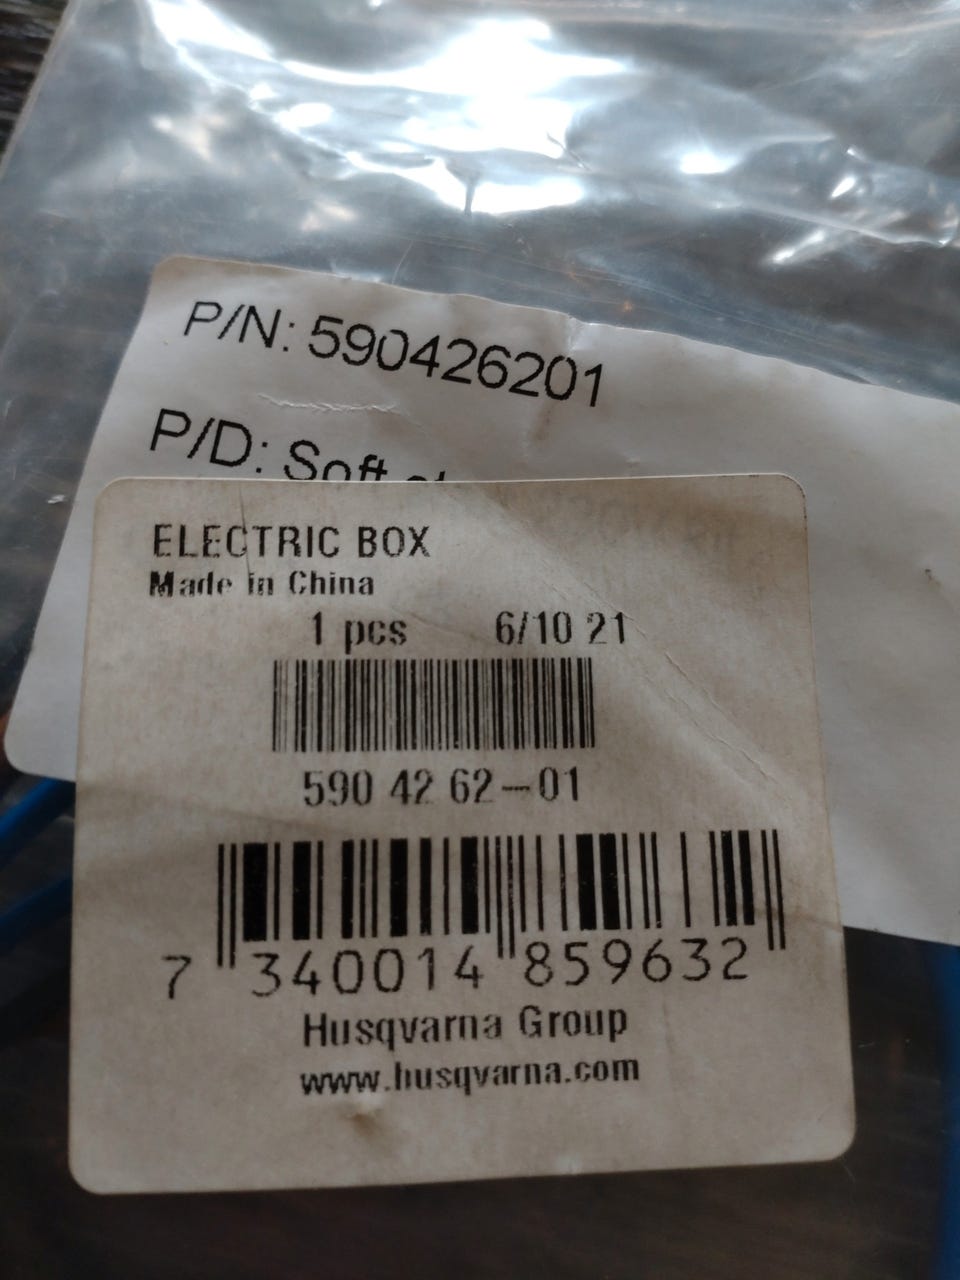 P/N: 590426201
P/D: Soft
ELECTRIC BOX
Made in China
1 pcs 6/10 21
590 42 62-01
7 340014 859632
Husqvarna Group
www.husqvarna.com